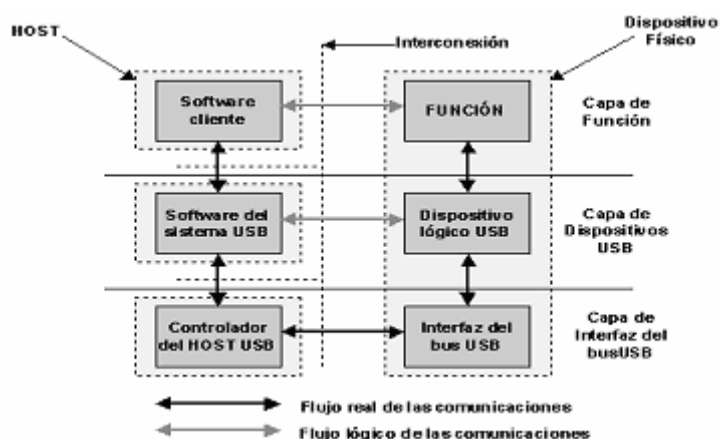 HOST
Interconexión
Dispositivo
Físico
Software
cliente
FUNCIÓN
Capa de
Función
Software del
sistema USB
Dispositivo
lógico USB
Capa de
Dispositivos
USB
Controlador
del HOST USB
Interfaz del
bus USB
Capa de
Interfaz del
busUSB
Flujo real de las comunicaciones
Flujo lógico de las comunicaciones